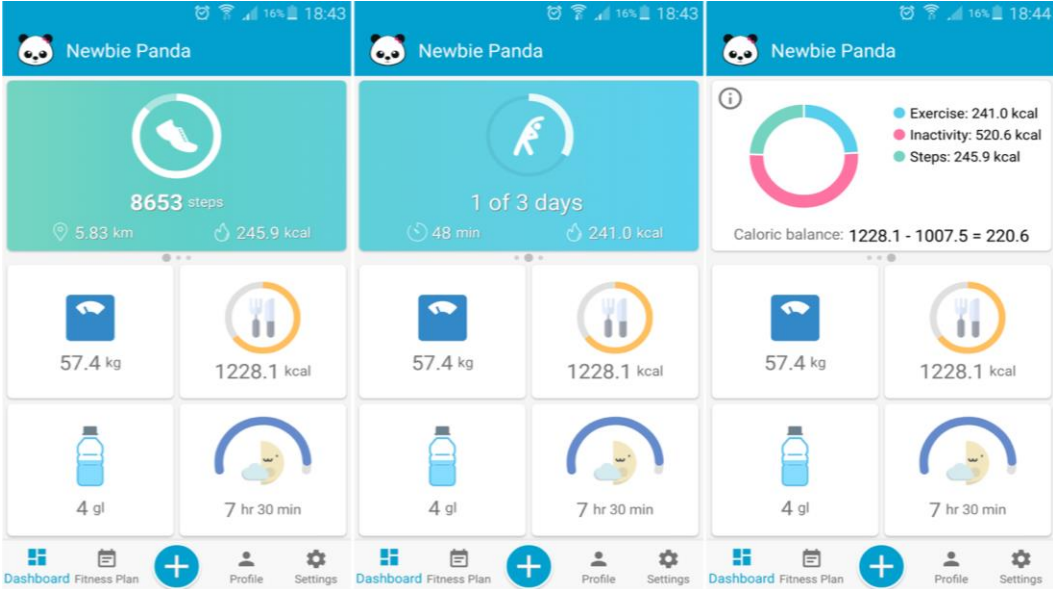 16% 18:43
Newbie Panda
8653 steps
5.83 km 245.9 kcal
57.4 kg 1228.1 kcal
4 gl 7 hr 30 min
Dashboard Fitness Plan Profile Settings
16% 18:43
Newbie Panda
1 of 3 days
48 min 241.0 kcal
57.4 kg 1228.1 kcal
4 gl 7 hr 30 min
Dashboard Fitness Plan Profile Settings
16% 18:44
Newbie Panda
Exercise: 241.0 kcal
Inactivity: 520.6 kcal
Steps: 245.9 kcal
Caloric balance: 1228.1 - 1007.5 = 220.6
57.4 kg 1228.1 kcal
4 gl 7 hr 30 min
Dashboard Fitness Plan Profile Settings